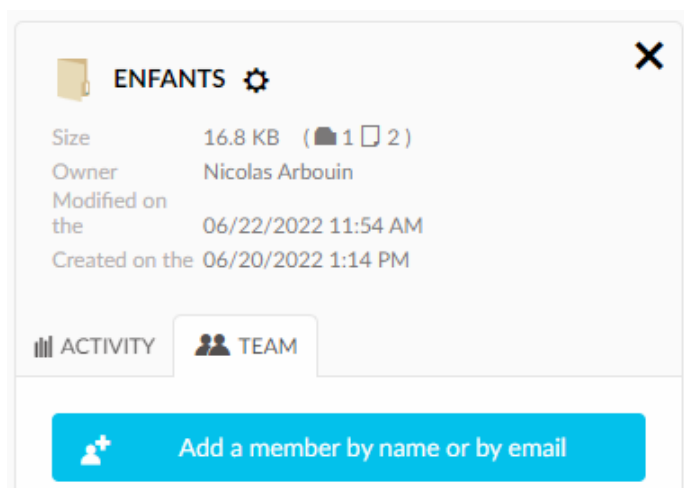 ENFANTS
Size 16.8 KB ( 1 2 )
Owner Nicolas Arbouin
Modified on
the 06/22/2022 11:54 AM
Created on the 06/20/2022 1:14 PM
ACTIVITY TEAM
Add a member by name or by email